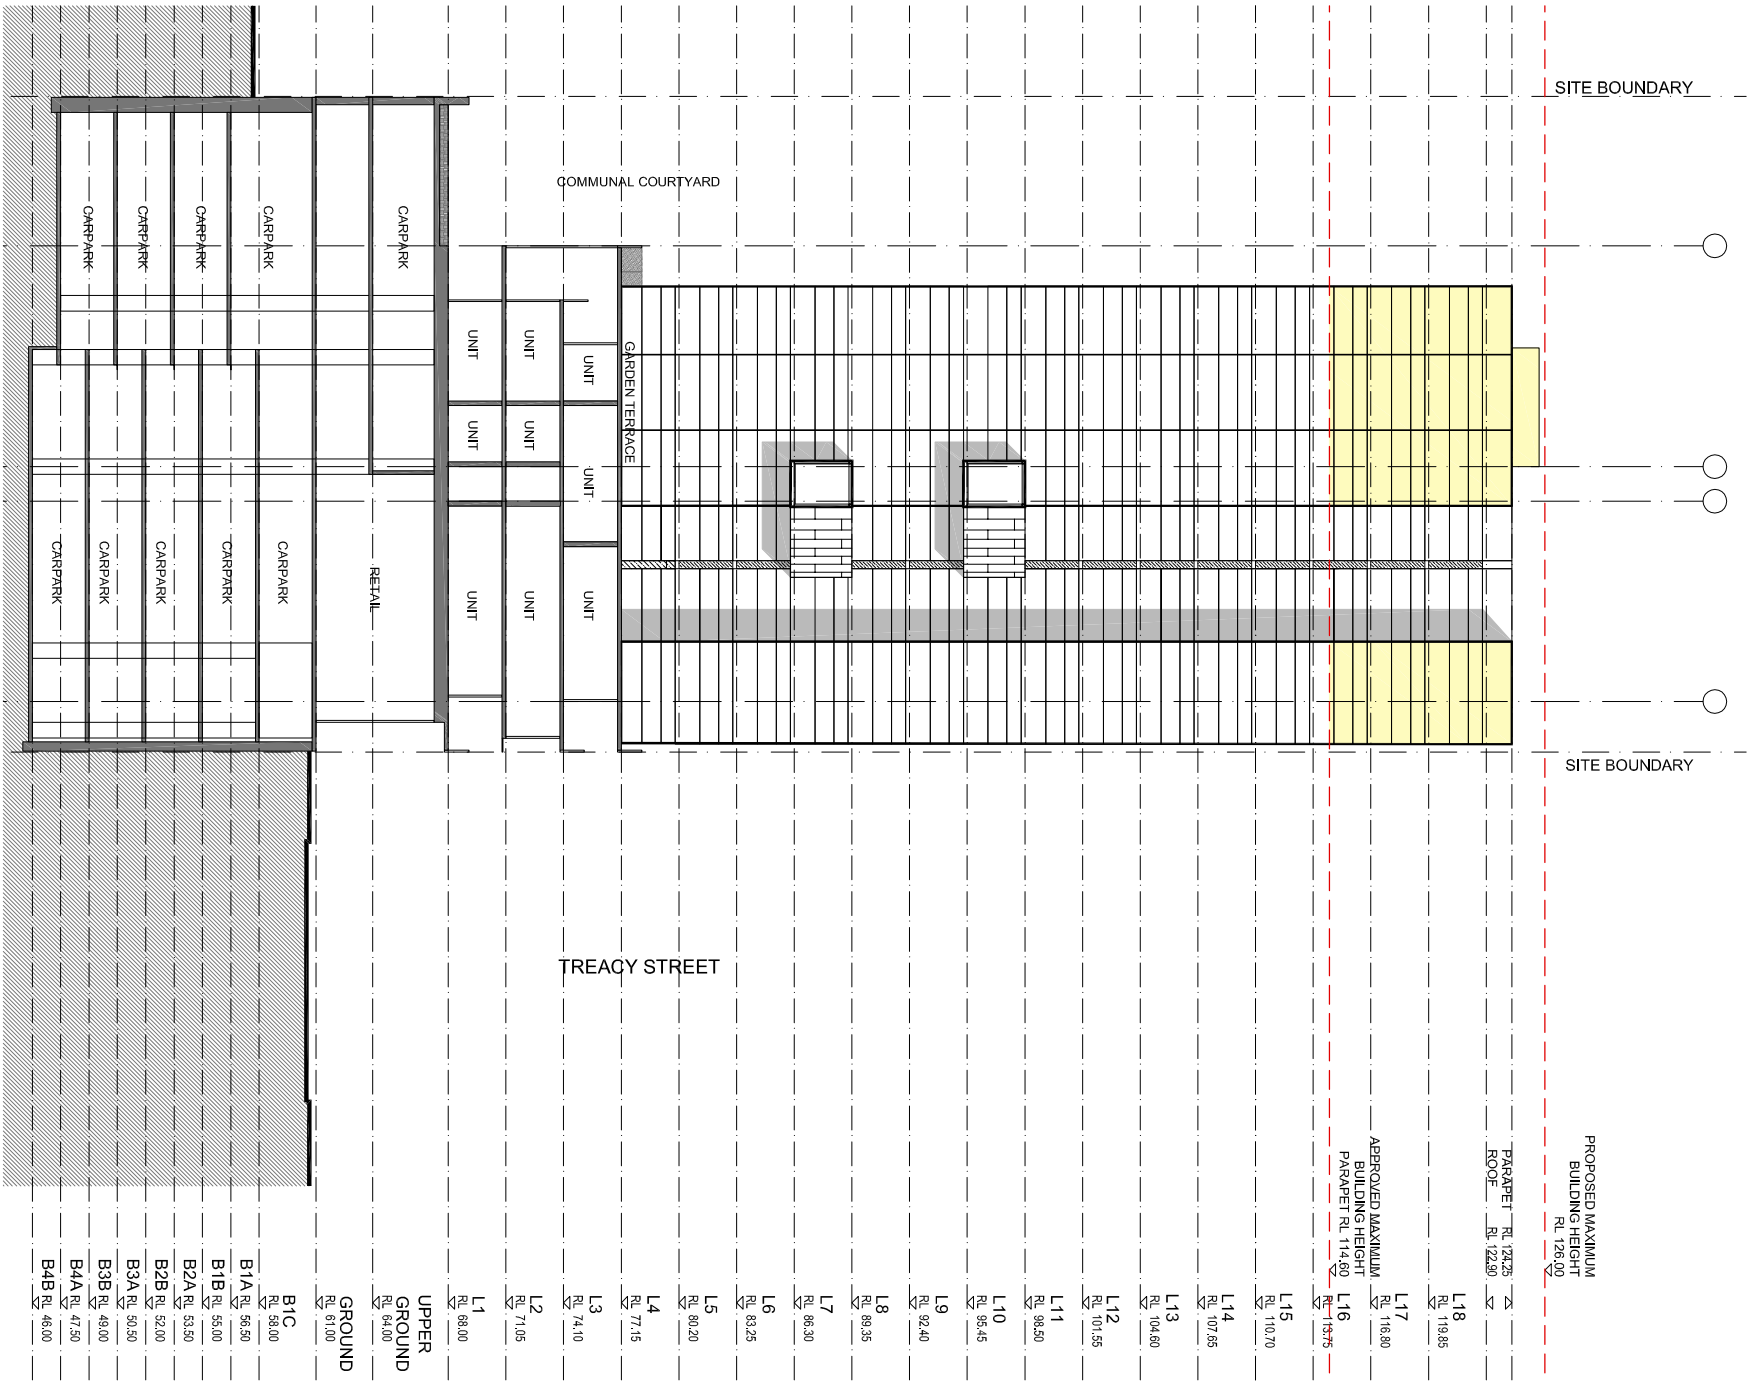 SITE BOUNDARY
COMMUNAL COURTYARD
CARPARK
CARPARK
CARPARK
CARPARK
CARPARK
UNIT
UNIT
UNIT
GARDEN TERRACE
UNIT
UNIT
UNIT
CARPARK
CARPARK
CARPARK
CARPARK
CARPARK
RETAIL
UNIT
UNIT
UNIT
SITE BOUNDARY
TREACY STREET
PROPOSED MAXIMUM
BUILDING HEIGHT
RL 126.00
PARAPET RL 124.25
ROOF RL 122.90
APPROVED MAXIMUM
BUILDING HEIGHT
PARAPET RL 114.60
L18
RL 119.85
L17
RL 116.80
L16
RL 113.75
L15
RL 110.70
L14
RL 107.65
L13
RL 104.60
L12
RL 101.55
L11
RL 98.50
L10
RL 95.45
L9
RL 92.40
L8
RL 89.35
L7
RL 86.30
L6
RL 83.25
L5
RL 80.20
L4
RL 77.15
L3
RL 74.10
L2
RL 71.05
L1
RL 68.00
UPPER
GROUND
RL 64.00
GROUND
RL 61.00
B1C
RL 58.00
B1A RL 56.50
B1B RL 55.00
B2A RL 53.50
B2B RL 52.00
B3A RL 50.50
B3B RL 49.00
B4A RL 47.50
B4B RL 46.00